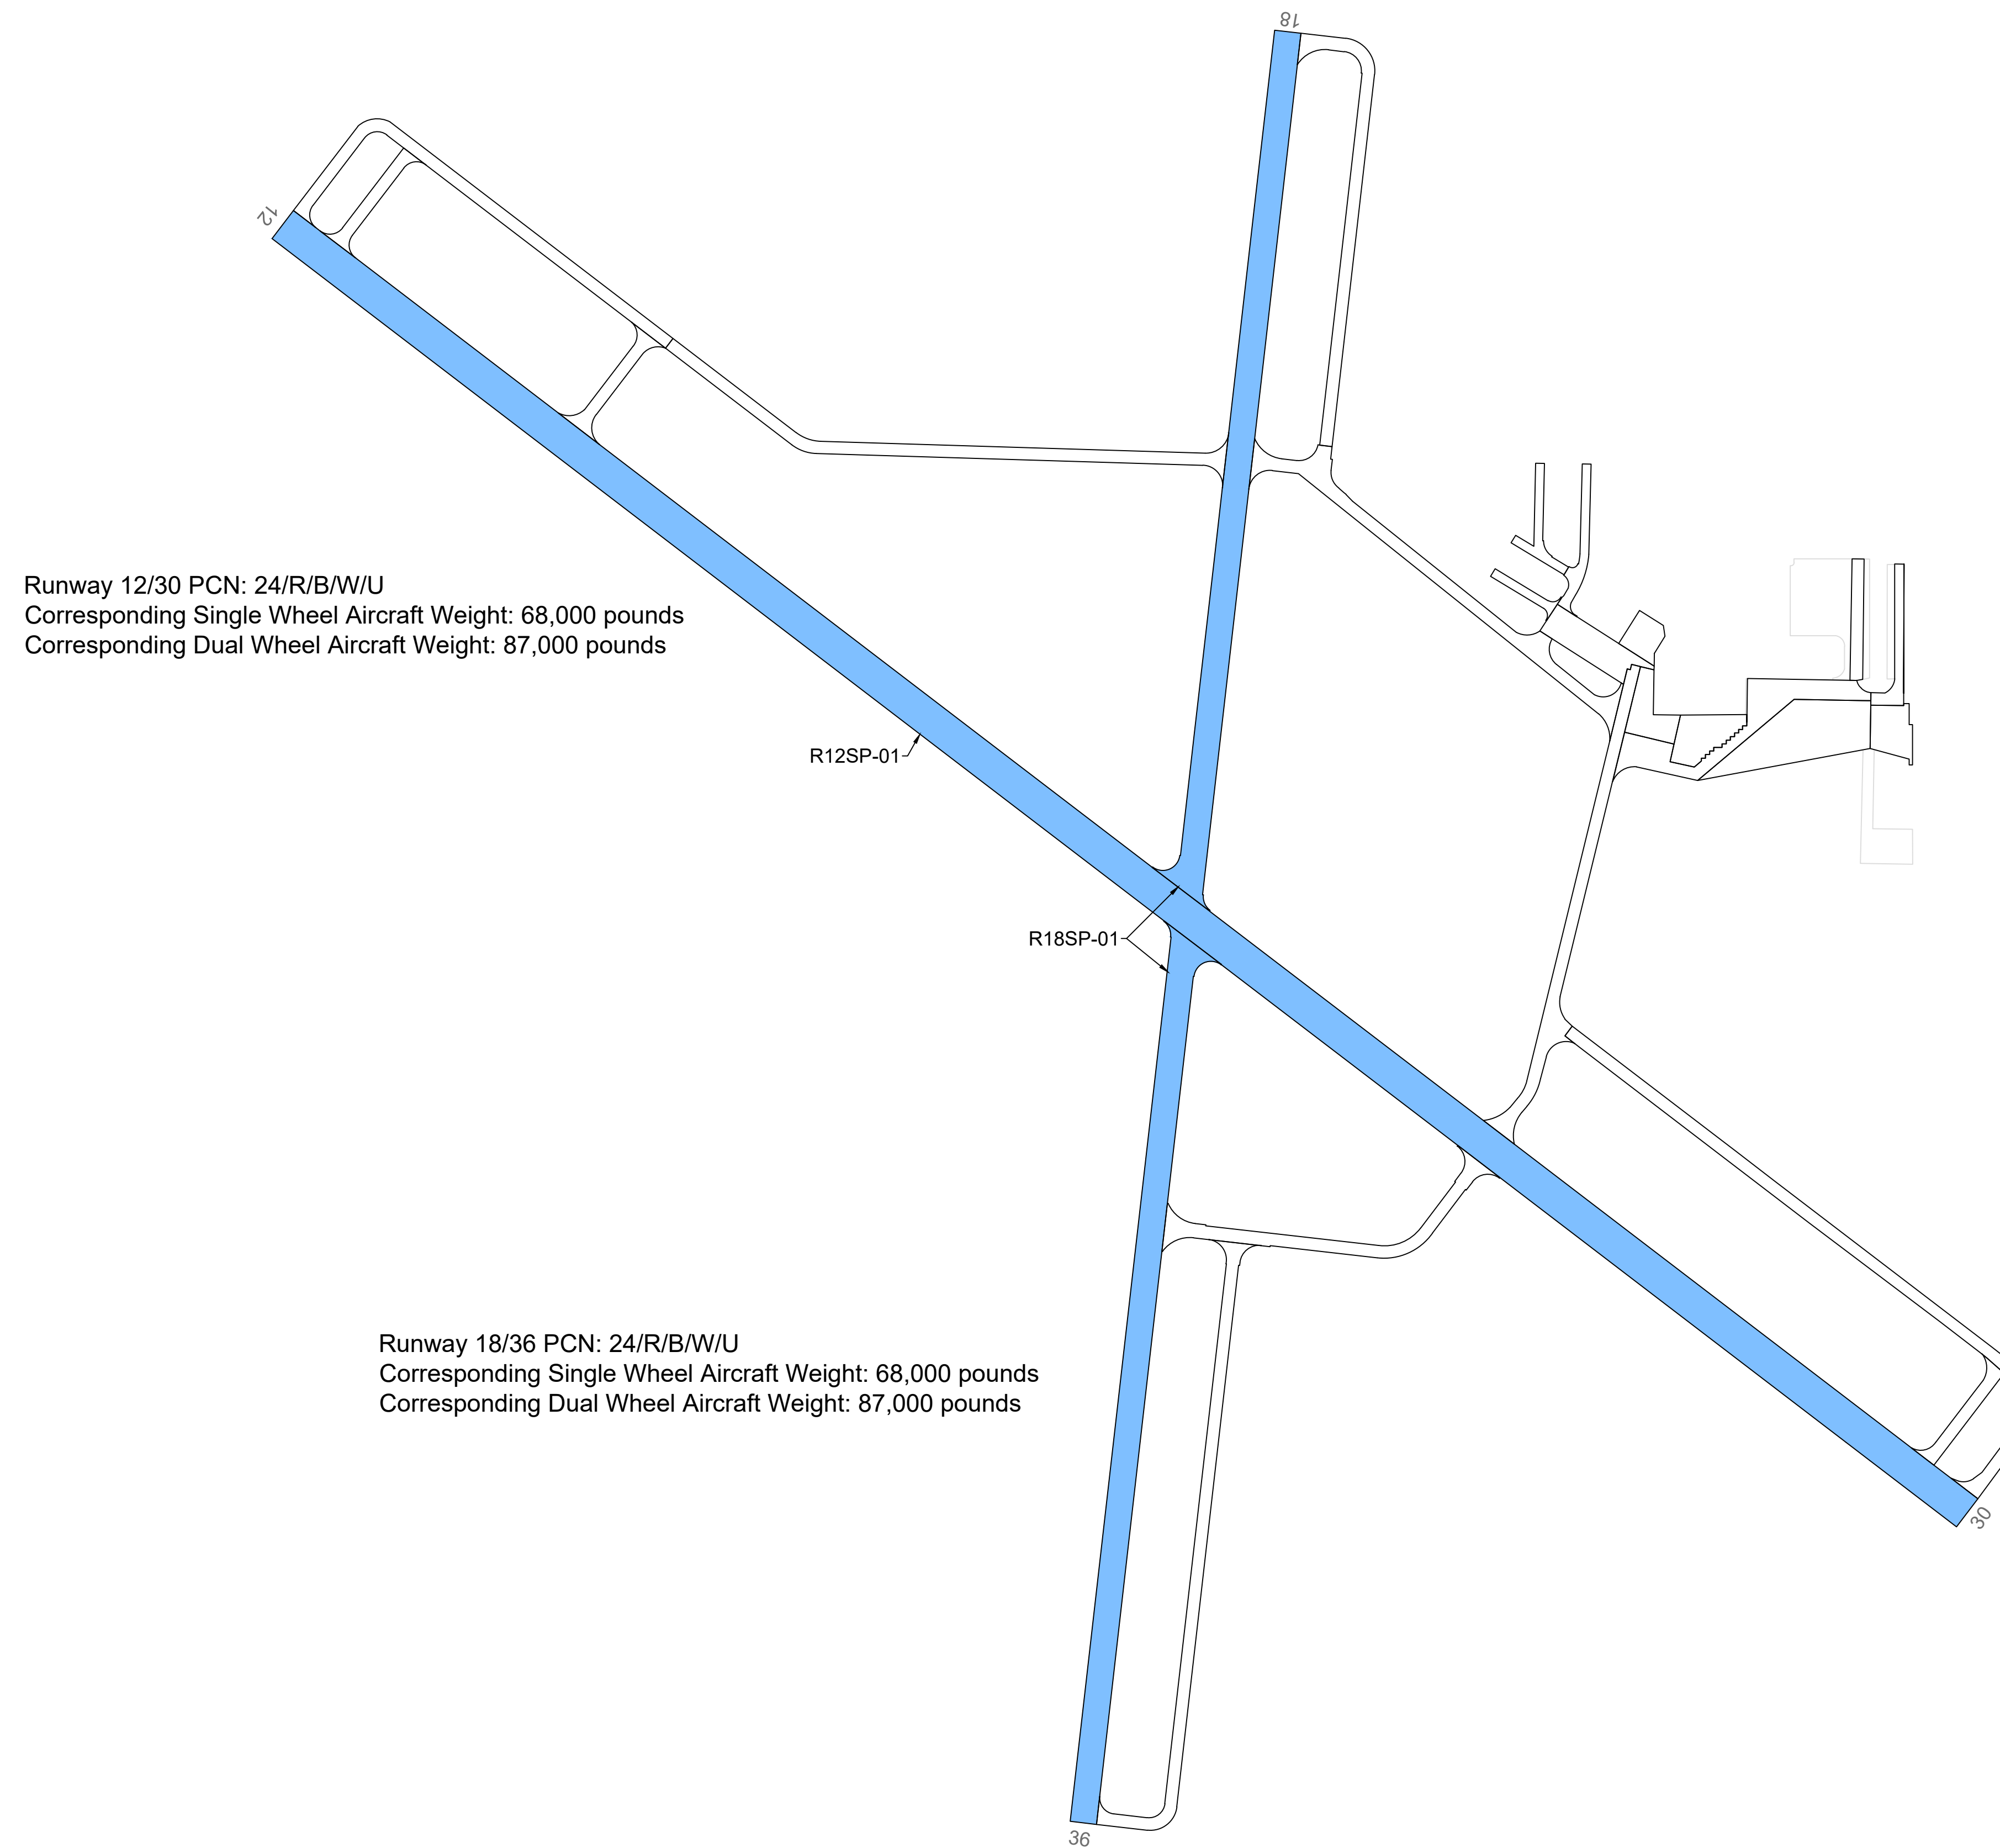 18
12
Runway 12/30 PCN: 24/R/B/W/U
Corresponding Single Wheel Aircraft Weight: 68,000 pounds
Corresponding Dual Wheel Aircraft Weight: 87,000 pounds
R12SP-01
R18SP-01
Runway 18/36 PCN: 24/R/B/W/U
Corresponding Single Wheel Aircraft Weight: 68,000 pounds
Corresponding Dual Wheel Aircraft Weight: 87,000 pounds
30
36